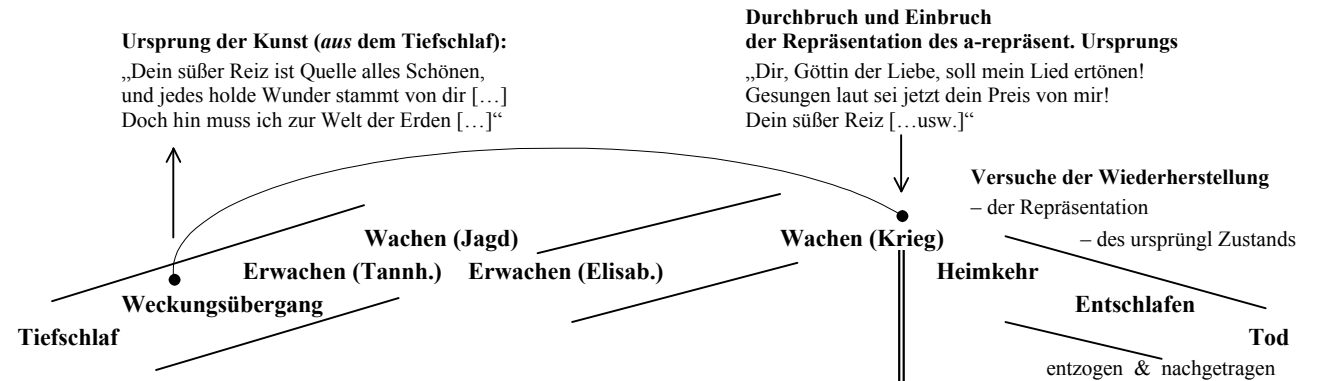 Ursprung der Kunst (aus dem Tiefschlaf):
„Dein süßer Reiz ist Quelle alles Schönen,
und jedes holde Wunder stammt von dir […]
Doch hin muss ich zur Welt der Erden […]“
Durchbruch und Einbruch
der Repräsentation des a-repräsent. Ursprungs
„Dir, Göttin der Liebe, soll mein Lied ertönen!
Gesungen laut sei jetzt dein Preis von mir!
Dein süßer Reiz […usw.]“
Versuche der Wiederherstellung
– der Repräsentation
– des ursprüngl Zustands
Wachen (Jagd)
Wachen (Krieg)
Erwachen (Tannh.)
Erwachen (Elisab.)
Heimkehr
Weckungsübergang
Entschlafen
Tiefschlaf
Tod
entzogen & nachgetragen